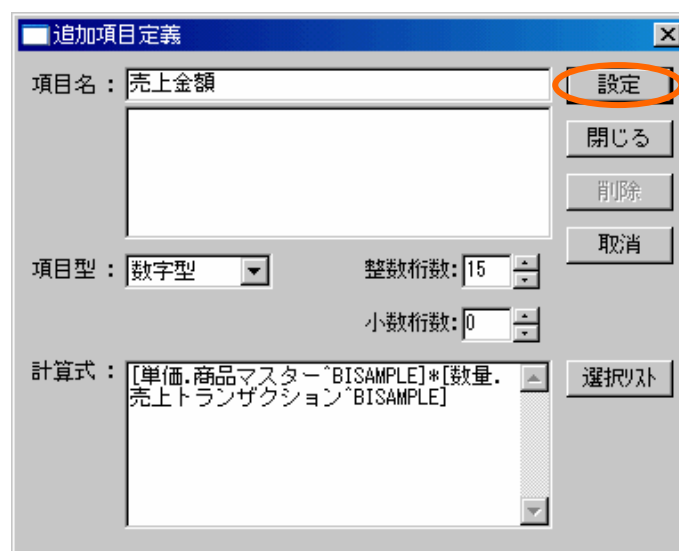 追加項目定義
項目名：売上金額
設定
閉じる
削除
取消
項目型：数字型
整数桁数：15
小数桁数：0
計算式：[単価.商品マスター^BISAMPLE]*[数量.
売上トランザクション^BISAMPLE]
選択リスト